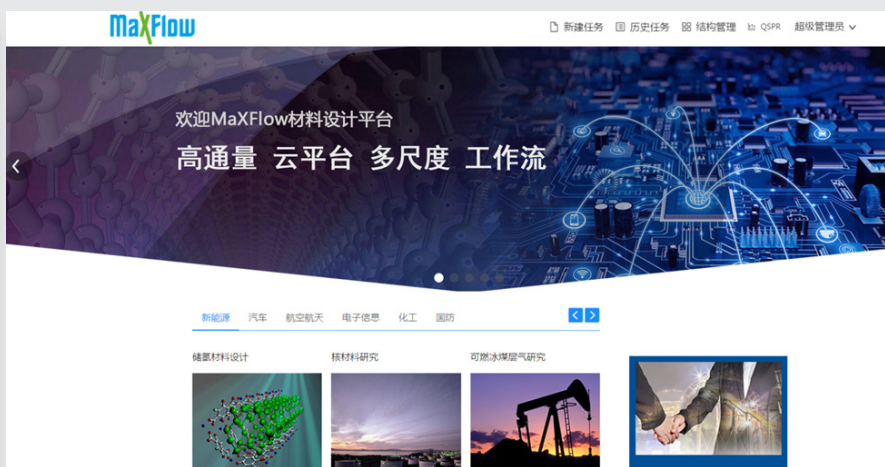 MaXFlow
新建任务 历史任务 结构管理 QSPR 超级管理员
欢迎MaXFlow材料设计平台
高通量 云平台 多尺度 工作流
新能源 汽车 航空航天 电子信息 化工 国防
储氢材料设计 核材料研究 可燃冰煤层气研究